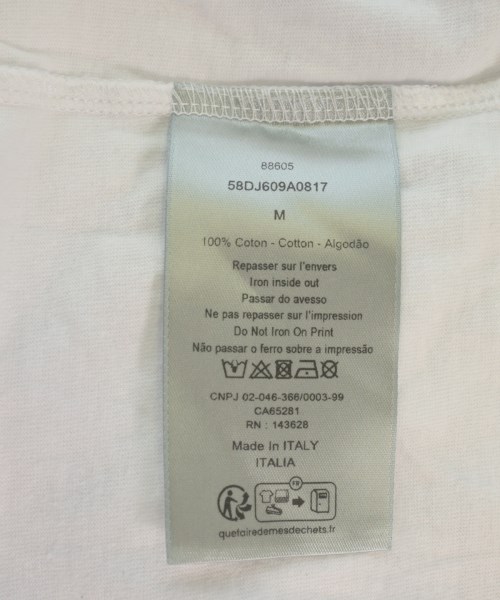 88605
58DJ609A0817
M
100% Coton - Cotton - Algodão
Repasser sur l'envers
Iron inside out
Passar do avesso
Ne pas repasser sur l'impression
Do Not Iron On Print
Não passar o ferro sobre a impressão
CNPJ 02-046-366/0003-99
CA65281
RN : 143628
Made In ITALY
ITALIA
FR
quefairedemesdechets.fr